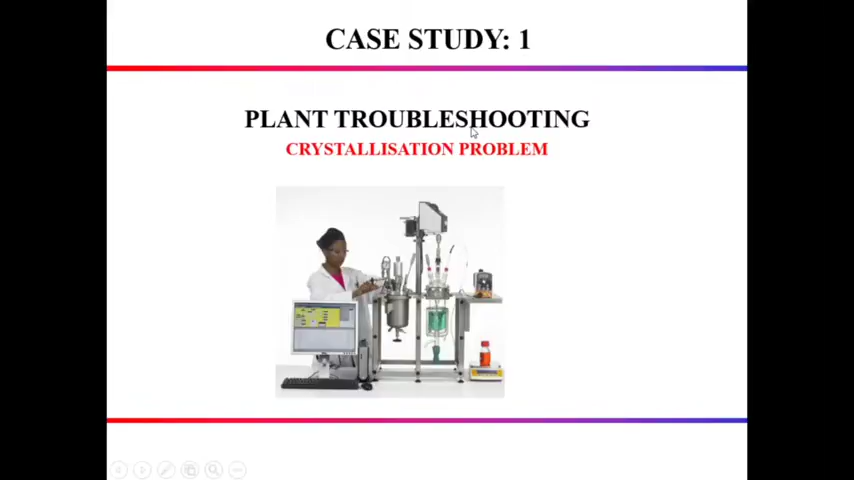 CASE STUDY: 1
PLANT TROUBLESHOOTING
CRYSTALLISATION PROBLEM